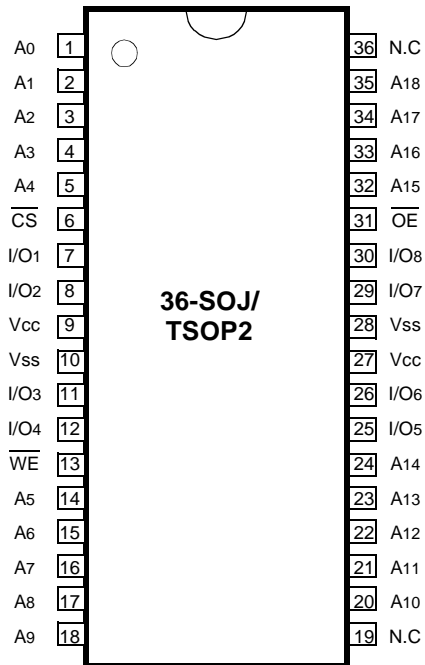 A0 1 36 N.C
A1 2 35 A18
A2 3 34 A17
A3 4 33 A16
A4 5 32 A15
CS 6 31 OE
I/O1 7 30 I/O8
I/O2 8 29 I/O7
Vcc 9 28 Vss
Vss 10 27 Vcc
I/O3 11 26 I/O6
I/O4 12 25 I/O5
WE 13 24 A14
A5 14 23 A13
A6 15 22 A12
A7 16 21 A11
A8 17 20 A10
A9 18 19 N.C
36-SOJ/
TSOP2